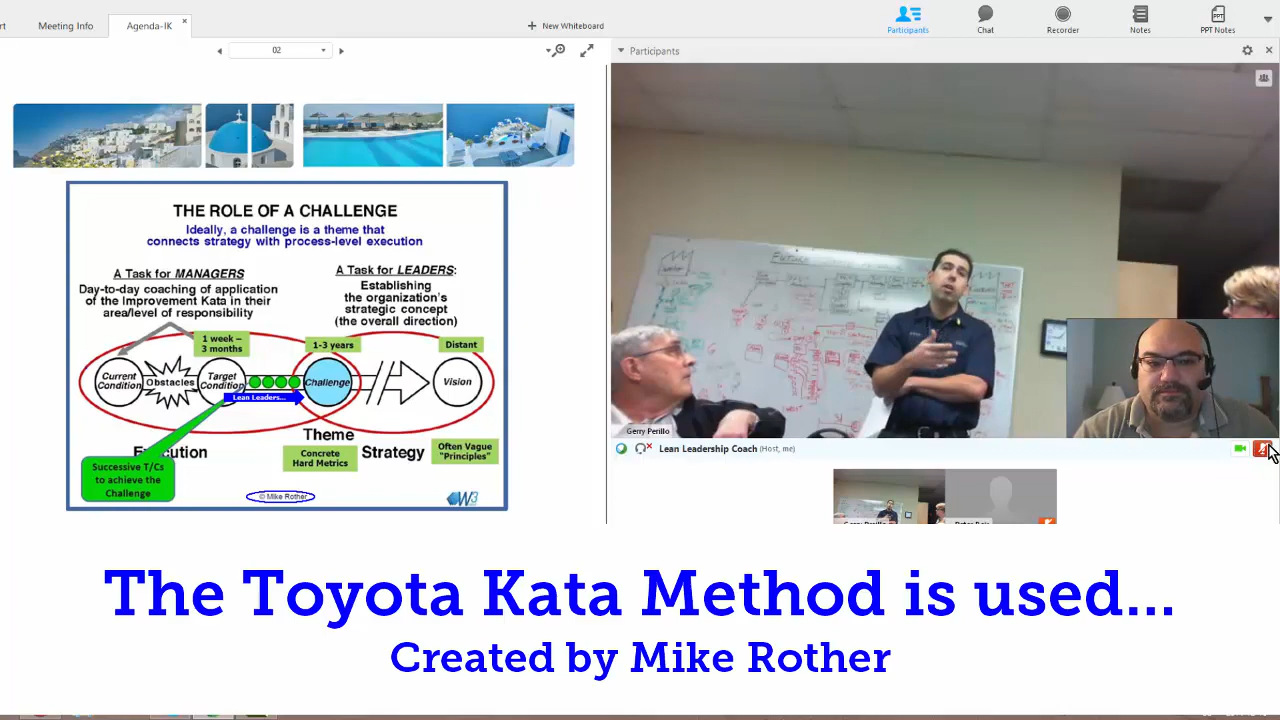 rt
Meeting Info
Agenda-IK
New Whiteboard
Participants
Chat
Recorder
Notes
PPT Notes
02
Participants
THE ROLE OF A CHALLENGE
Ideally, a challenge is a theme that
connects strategy with process-level execution
A Task for MANAGERS
Day-to-day coaching of application
of the Improvement Kata in their
area/level of responsibility
A Task for LEADERS:
Establishing
the organization's
strategic concept
(the overall direction)
1 week –
3 months
1-3 years
Distant
Current
Condition
Obstacles
Target
Condition
Challenge
Vision
Lean Leaders...
Theme
Execution
Concrete
Hard Metrics
Strategy
Often Vague
"Principles"
Successive T/Cs
to achieve the
Challenge
© Mike Rother
W3
Future
Gerry Perillo
Lean Leadership Coach (Host, me)
Gerry Perillo
The Toyota Kata Method is used...
Created by Mike Rother